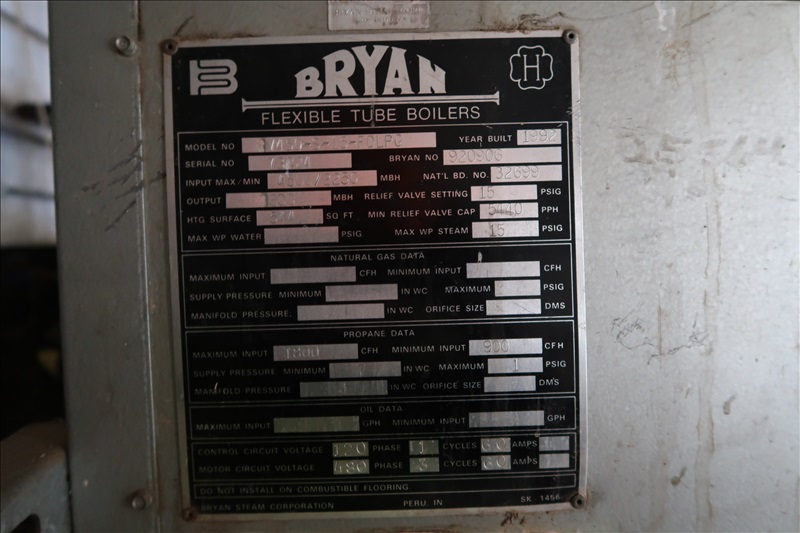 B BRYAN H
FLEXIBLE TUBE BOILERS
MODEL NO YEAR BUILT 1992
SERIAL NO BRYAN NO 920906
INPUT MAX/MIN MBH NAT'L BD. NO. 32699
OUTPUT MBH RELIEF VALVE SETTING 15 PSIG
HTG SURFACE SQ FT MIN RELIEF VALVE CAP 5440 PPH
MAX WP WATER PSIG MAX WP STEAM 15 PSIG
NATURAL GAS DATA
MAXIMUM INPUT CFH MINIMUM INPUT CFH
SUPPLY PRESSURE MINIMUM IN WC MAXIMUM PSIG
MANIFOLD PRESSURE IN WC ORIFICE SIZE DMS
PROPANE DATA
MAXIMUM INPUT 1800 CFH MINIMUM INPUT 900 CFH
SUPPLY PRESSURE MINIMUM IN WC MAXIMUM 1 PSIG
MANIFOLD PRESSURE IN WC ORIFICE SIZE DMS
OIL DATA
MAXIMUM INPUT GPH MINIMUM INPUT GPH
CONTROL CIRCUIT VOLTAGE 120 PHASE 1 CYCLES 60 AMPS
MOTOR CIRCUIT VOLTAGE 480 PHASE 3 CYCLES 60 AMPS
DO NOT INSTALL ON COMBUSTIBLE FLOORING
BRYAN STEAM CORPORATION PERU, IN SK 1456